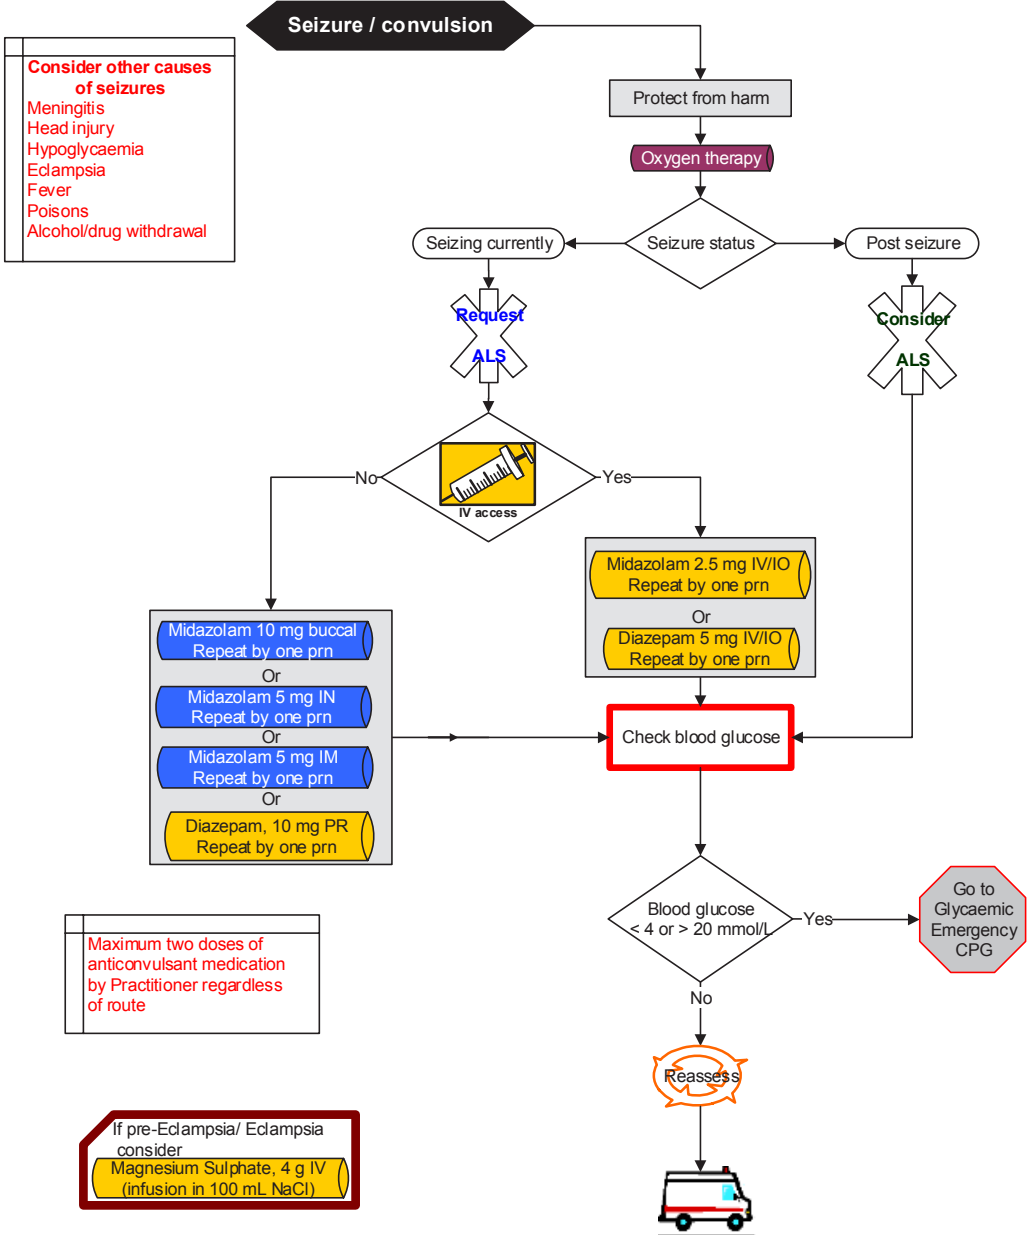 Seizure / convulsion
Consider other causes
of seizures
Meningitis
Head injury
Hypoglycaemia
Eclampsia
Fever
Poisons
Alcohol/drug withdrawal
Protect from harm
Oxygen therapy
Seizing currently
Seizure status
Post seizure
Request
ALS
Consider
ALS
No
IV access
Yes
Midazolam 2.5 mg IV/IO
Repeat by one prn
Or
Diazepam 5 mg IV/IO
Repeat by one prn
Midazolam 10 mg buccal
Repeat by one prn
Or
Midazolam 5 mg IN
Repeat by one prn
Or
Midazolam 5 mg IM
Repeat by one prn
Or
Diazepam, 10 mg PR
Repeat by one prn
Check blood glucose
Blood glucose
< 4 or > 20 mmol/L
Yes
Go to
Glycaemic
Emergency
CPG
No
Maximum two doses of
anticonvulsant medication
by Practitioner regardless
of route
Reassess
If pre-Eclampsia/ Eclampsia
consider
Magnesium Sulphate, 4 g IV
(infusion in 100 mL NaCl)